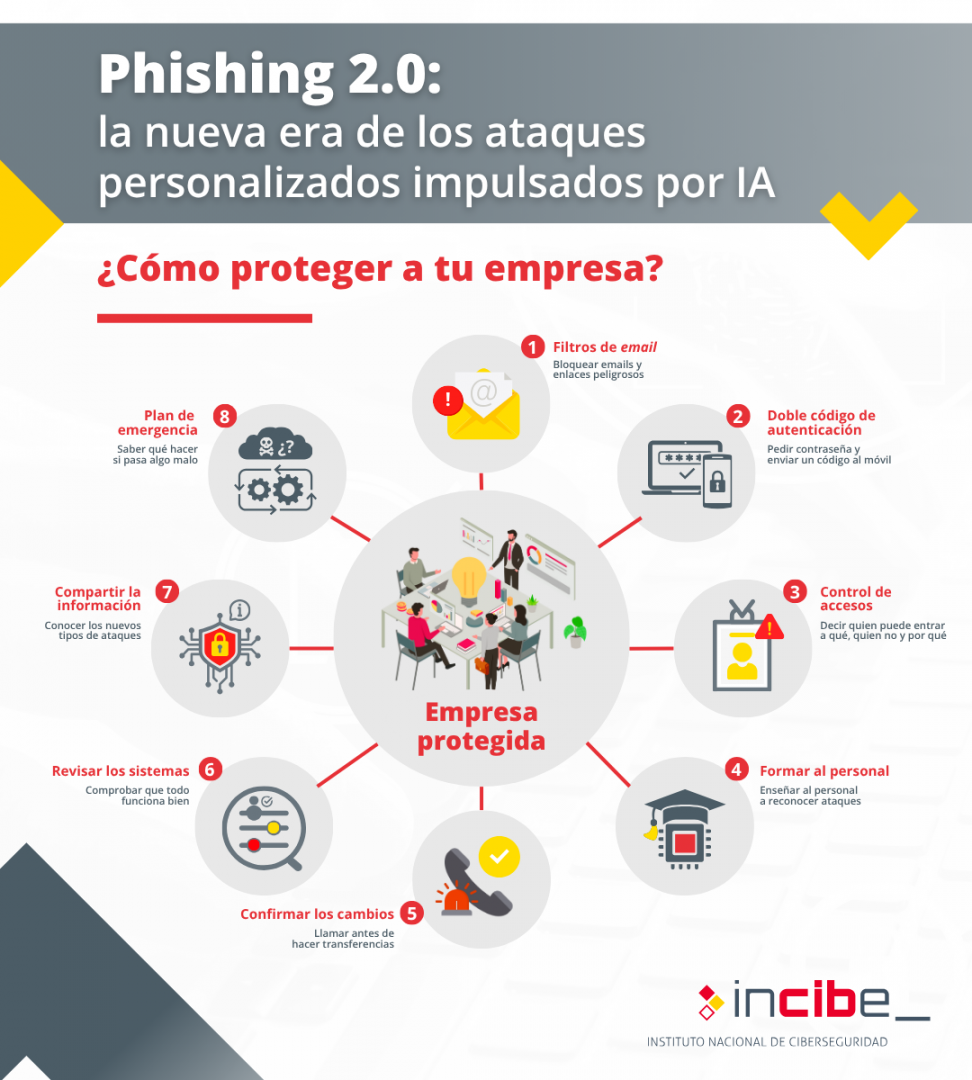 Phishing 2.0:
la nueva era de los ataques
personalizados impulsados por IA
¿Cómo proteger a tu empresa?
1 Filtros de email
Bloquear emails y
enlaces peligrosos
2 Doble código de
autenticación
Pedir contraseña y
enviar un código al móvil
3 Control de
accesos
Decir quien puede entrar
a qué, quien no y por qué
4 Formar al personal
Enseñar al personal
a reconocer ataques
Confirmar los cambios 5
Llamar antes de
hacer transferencias
Revisar los sistemas 6
Comprobar que todo
funciona bien
Compartir la 7
información
Conocer los nuevos
tipos de ataques
Plan de 8
emergencia
Saber qué hacer
si pasa algo malo
!
@
****
!
i
¿?
Empresa
protegida
incibe_
INSTITUTO NACIONAL DE CIBERSEGURIDAD